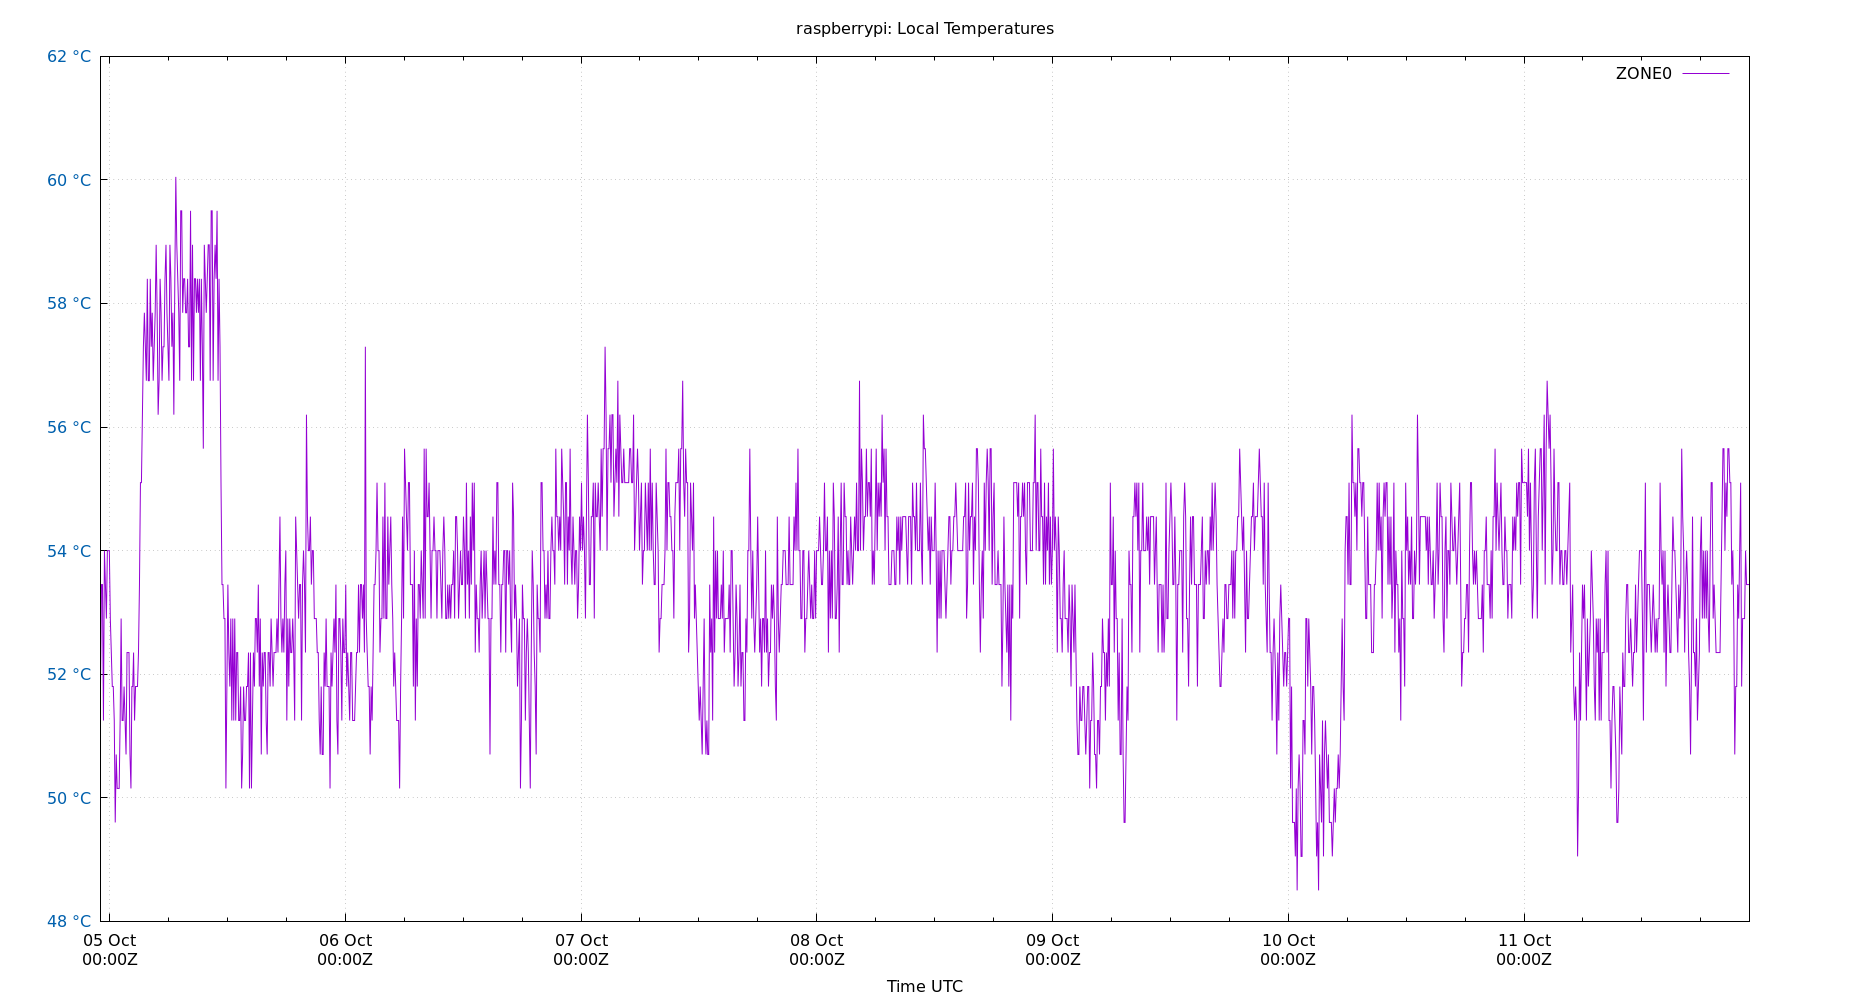 raspberrypi: Local Temperatures
62 °C
ZONE0
60 °C
58 °C
56 °C
54 °C
52 °C
50 °C
48 °C
05 Oct 06 Oct 07 Oct 08 Oct 09 Oct 10 Oct 11 Oct
00:00Z 00:00Z 00:00Z 00:00Z 00:00Z 00:00Z 00:00Z
Time UTC